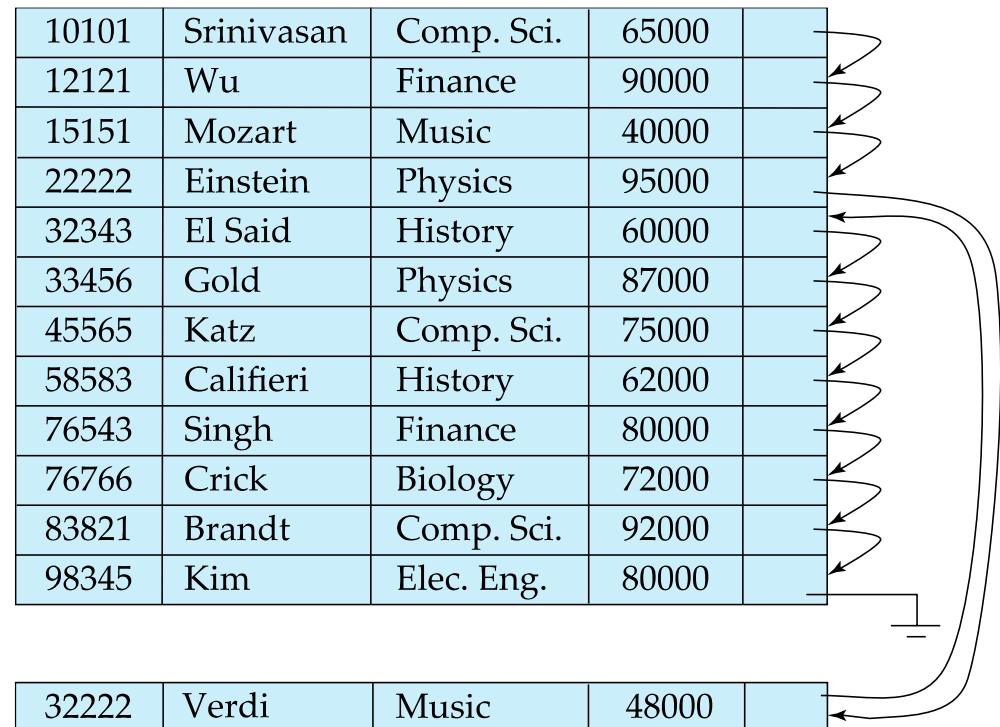 10101 Srinivasan Comp. Sci. 65000
12121 Wu Finance 90000
15151 Mozart Music 40000
22222 Einstein Physics 95000
32343 El Said History 60000
33456 Gold Physics 87000
45565 Katz Comp. Sci. 75000
58583 Califieri History 62000
76543 Singh Finance 80000
76766 Crick Biology 72000
83821 Brandt Comp. Sci. 92000
98345 Kim Elec. Eng. 80000
32222 Verdi Music 48000